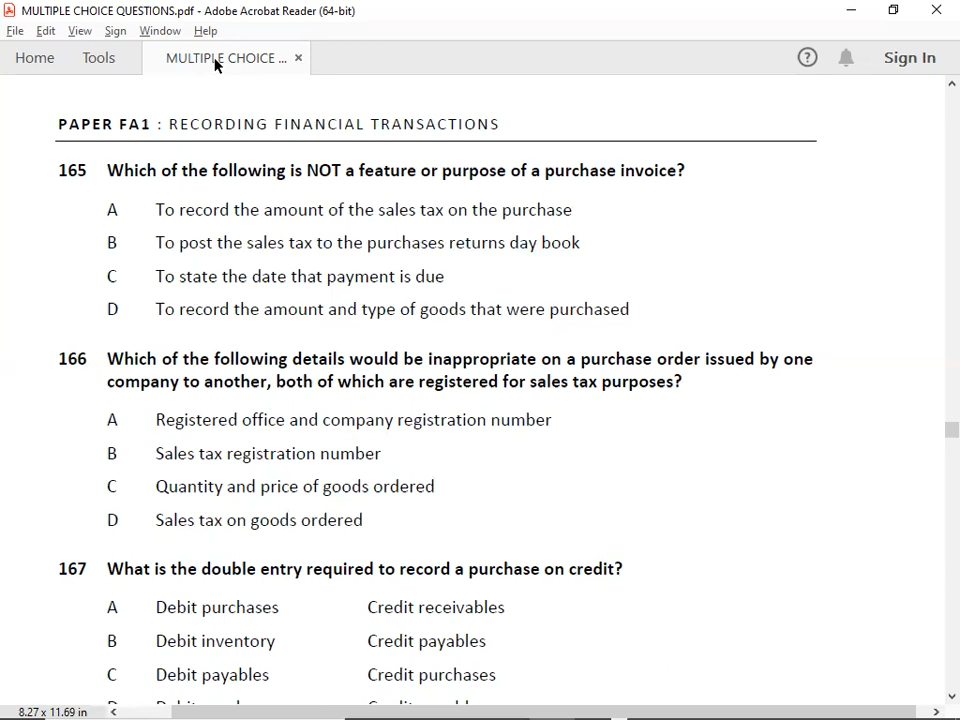 MULTIPLE CHOICE QUESTIONS.pdf - Adobe Acrobat Reader (64-bit)
File Edit View Sign Window Help
Home Tools MULTIPLE CHOICE ... × Sign In
PAPER FA1 : RECORDING FINANCIAL TRANSACTIONS
165 Which of the following is NOT a feature or purpose of a purchase invoice?
A To record the amount of the sales tax on the purchase
B To post the sales tax to the purchases returns day book
C To state the date that payment is due
D To record the amount and type of goods that were purchased
166 Which of the following details would be inappropriate on a purchase order issued by one
company to another, both of which are registered for sales tax purposes?
A Registered office and company registration number
B Sales tax registration number
C Quantity and price of goods ordered
D Sales tax on goods ordered
167 What is the double entry required to record a purchase on credit?
A Debit purchases Credit receivables
B Debit inventory Credit payables
C Debit payables Credit purchases
8.27 x 11.69 in